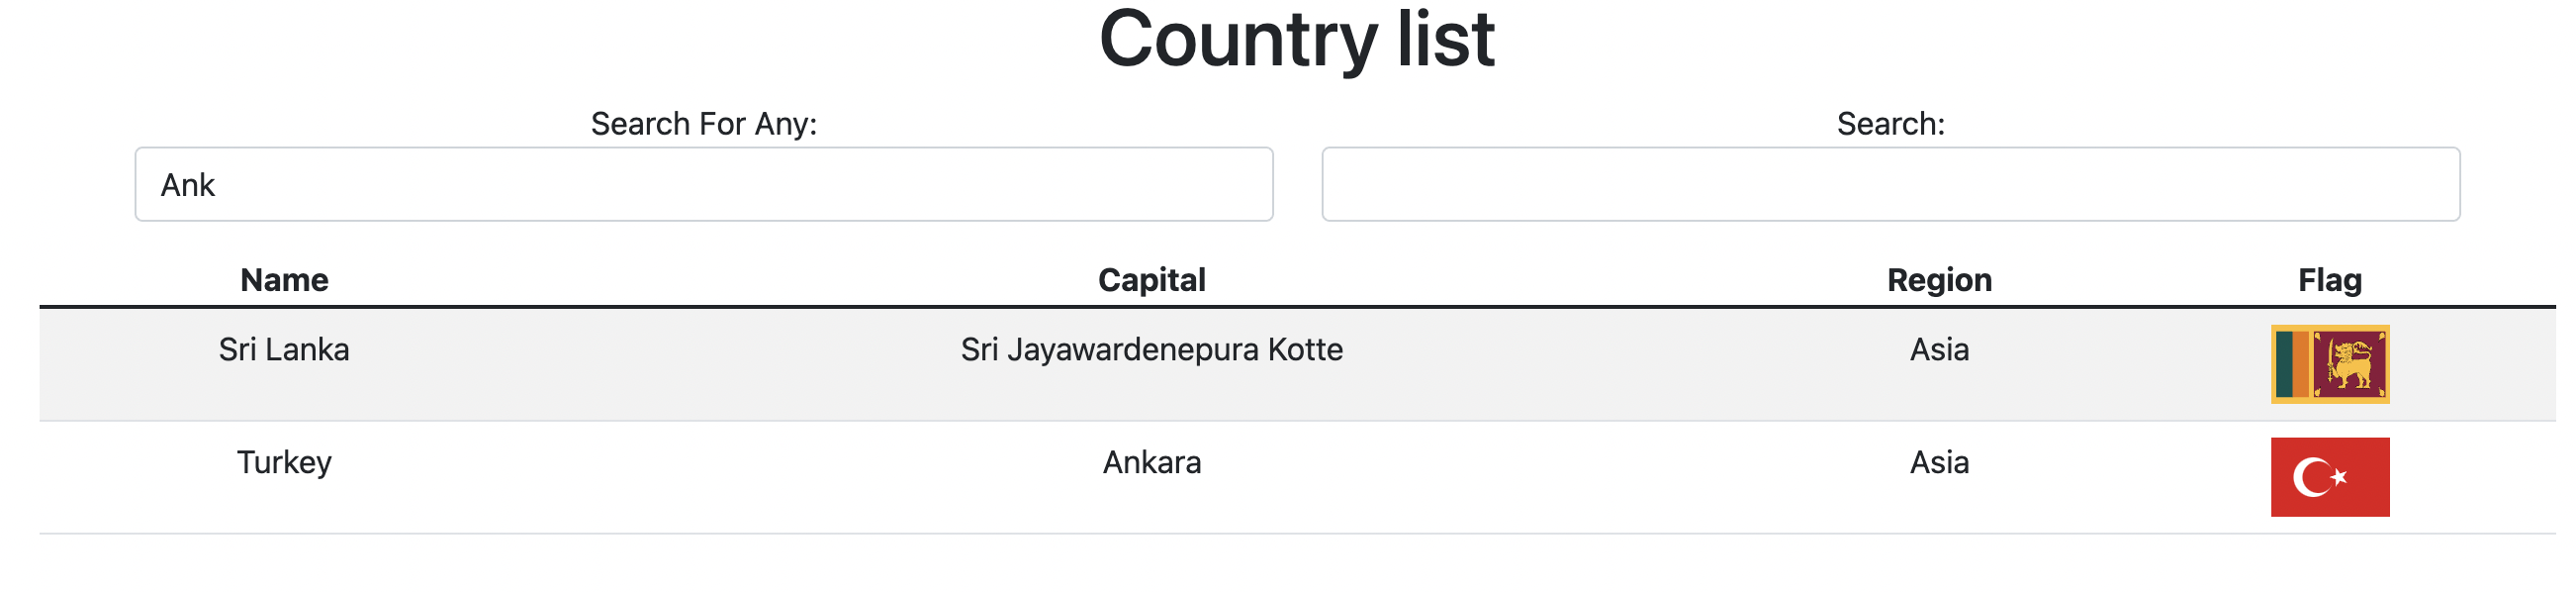 Country list
Search For Any: Search:
Ank
Name Capital Region Flag
Sri Lanka Sri Jayawardenepura Kotte Asia
Turkey Ankara Asia